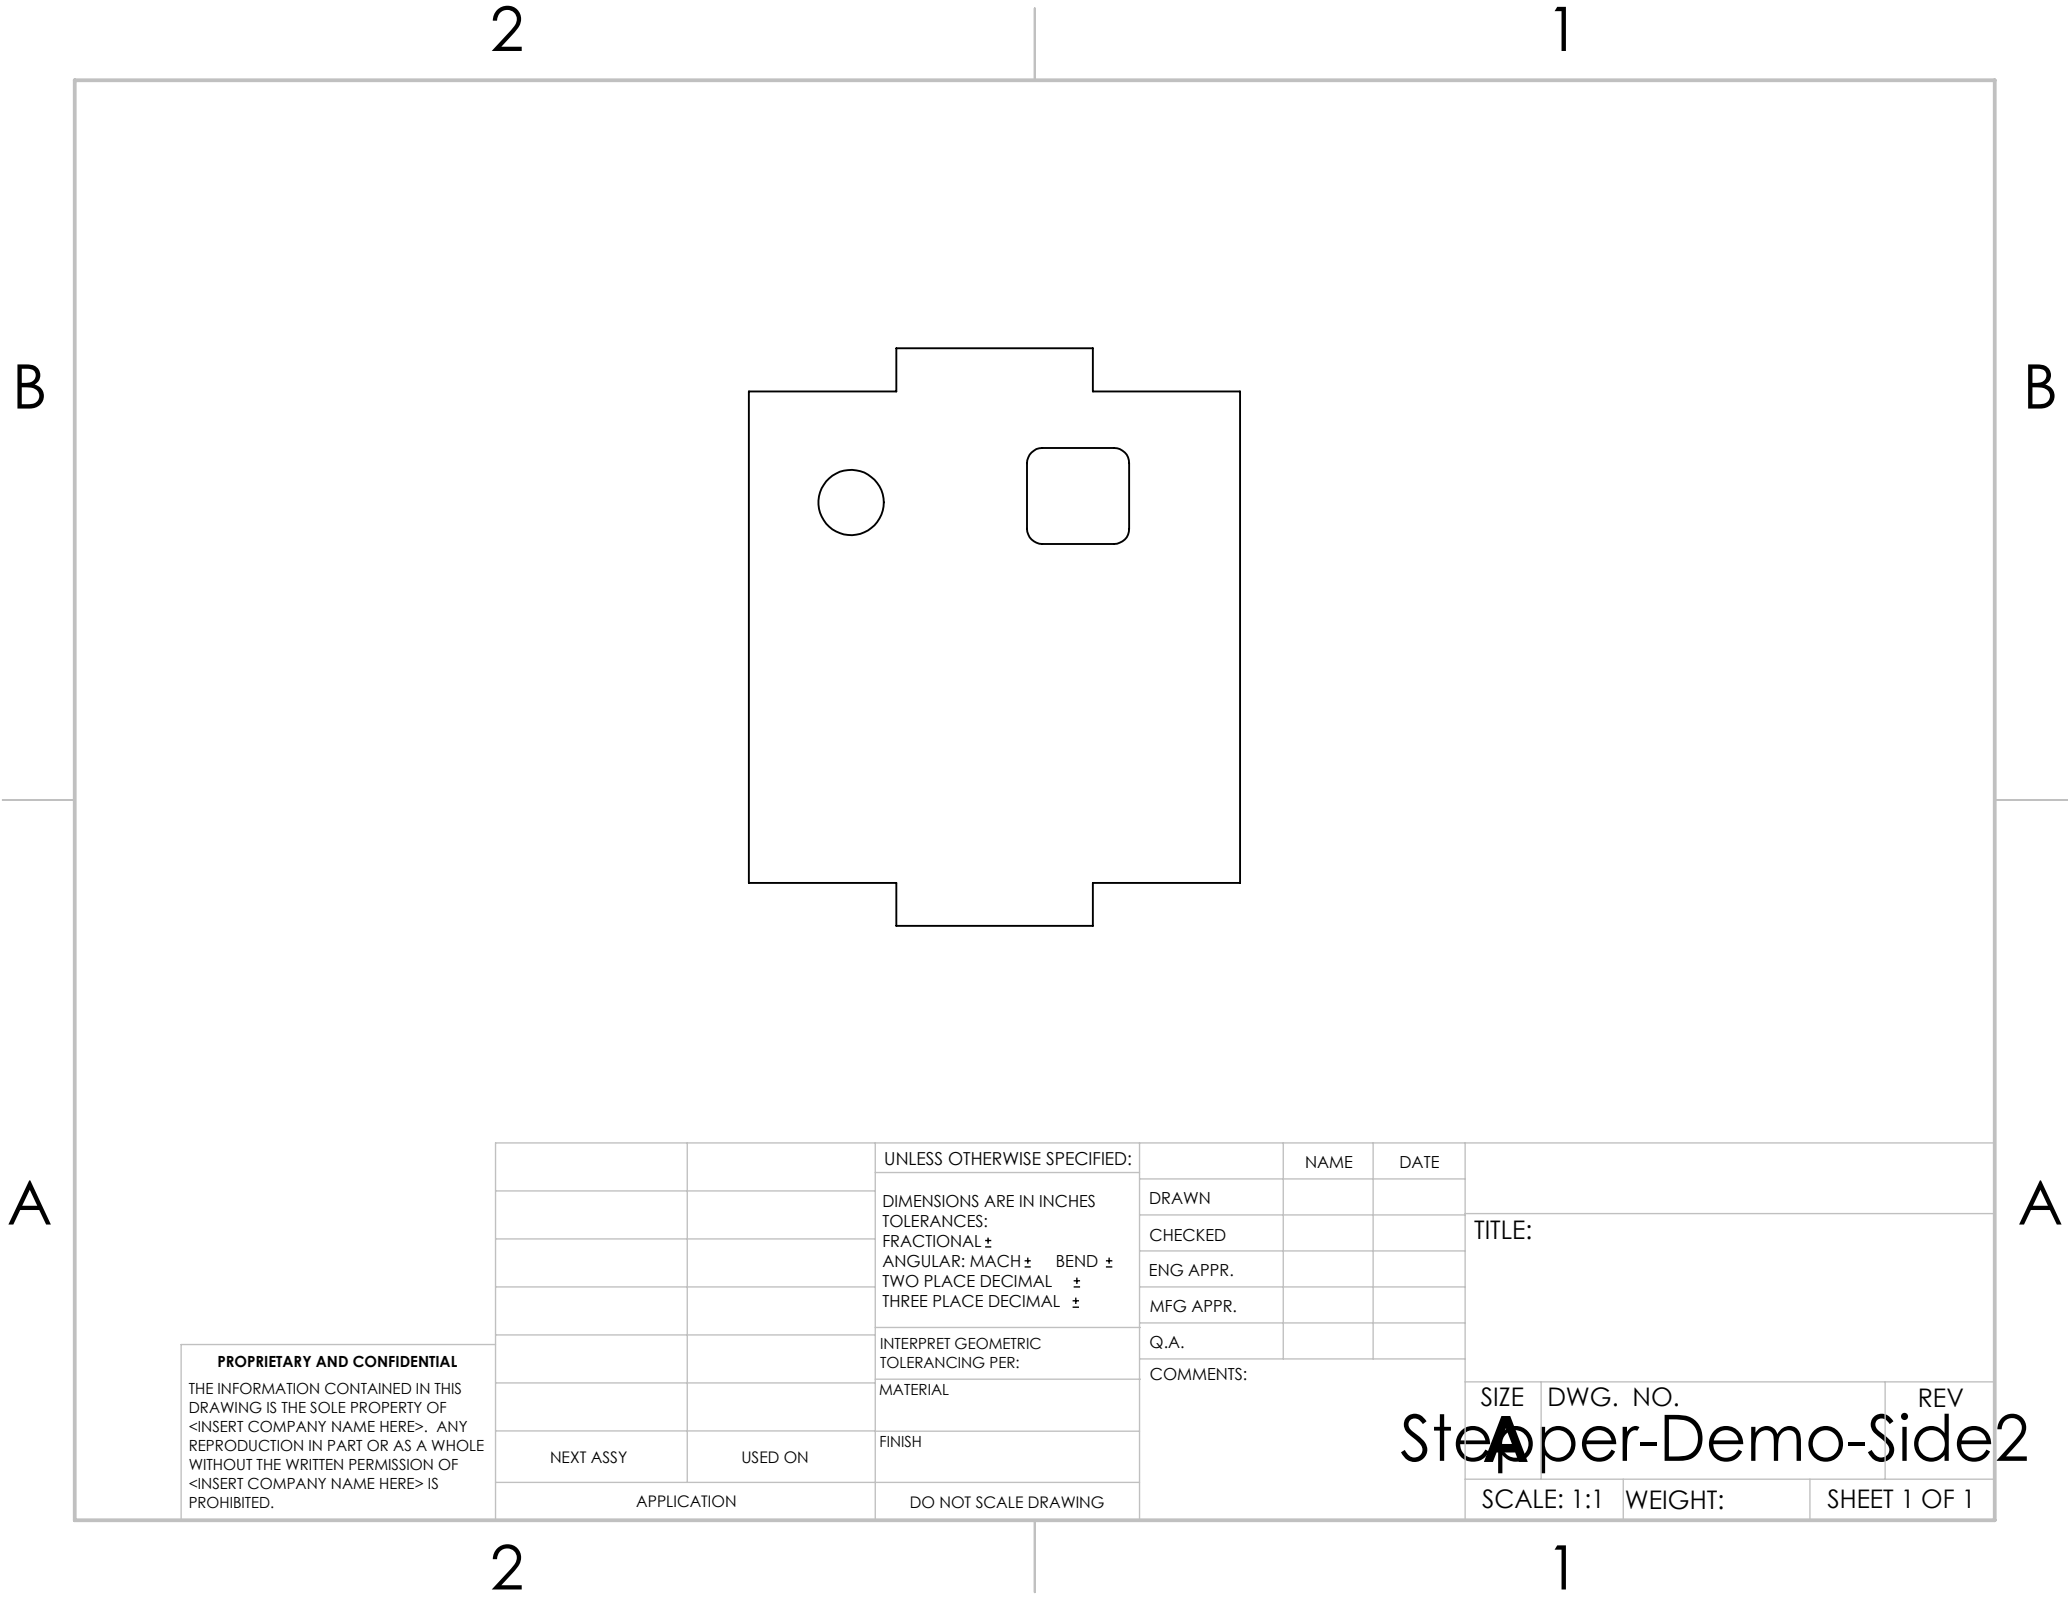 2 1
B B
A A
UNLESS OTHERWISE SPECIFIED:
DIMENSIONS ARE IN INCHES
TOLERANCES:
FRACTIONAL ±
ANGULAR: MACH ± BEND ±
TWO PLACE DECIMAL ±
THREE PLACE DECIMAL ±
INTERPRET GEOMETRIC
TOLERANCING PER:
MATERIAL
FINISH
DO NOT SCALE DRAWING
NAME DATE
DRAWN
CHECKED
ENG APPR.
MFG APPR.
Q.A.
COMMENTS:
TITLE:
SIZE DWG. NO. REV
A
Stepper-Demo-Side2
SCALE: 1:1 WEIGHT: SHEET 1 OF 1
PROPRIETARY AND CONFIDENTIAL
THE INFORMATION CONTAINED IN THIS
DRAWING IS THE SOLE PROPERTY OF
<INSERT COMPANY NAME HERE>. ANY
REPRODUCTION IN PART OR AS A WHOLE
WITHOUT THE WRITTEN PERMISSION OF
<INSERT COMPANY NAME HERE> IS
PROHIBITED.
NEXT ASSY USED ON
APPLICATION
2 1